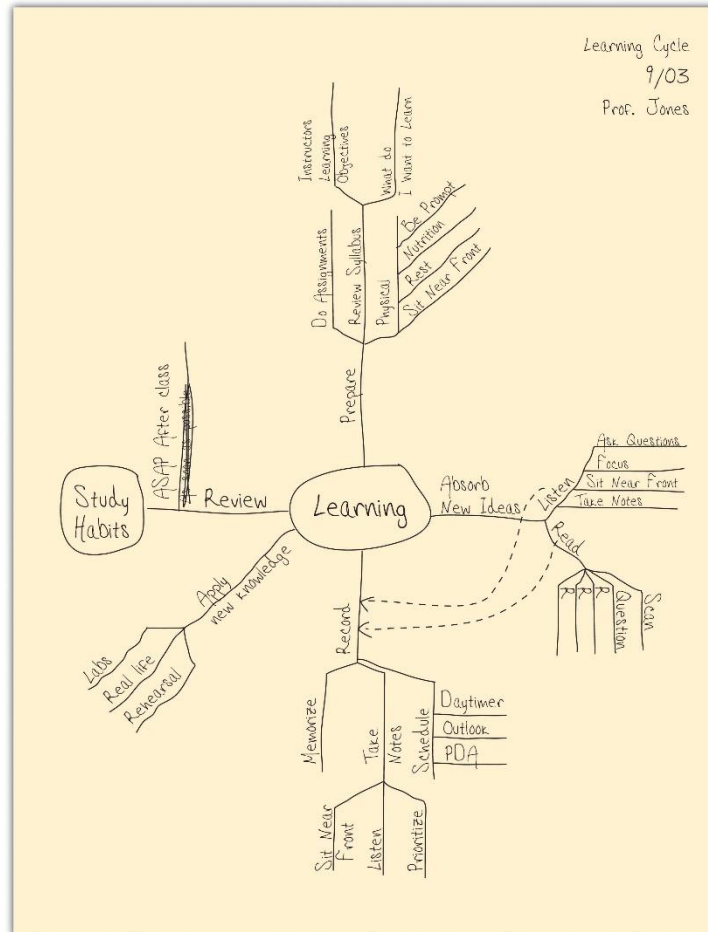 Learning Cycle
9/03
Prof. Jones
Instructors
Learning
Objectives
What do
I Want to Learn
Do Assignments
Review Syllabus
Physical
Be Prompt
Nutrition
Rest
Sit Near Front
Prepare
ASAP After class
Study
Habits
Review
Learning
Absorb
New Ideas
Listen
Ask Questions
Focus
Sit Near Front
Take Notes
Read
Scan
Question
R
R
R
Apply
new knowledge
Labs
Real life
Rehearsal
Record
Memorize
Take
Notes
Schedule
Daytimer
Outlook
PDA
Sit Near
Front
Listen
Prioritize